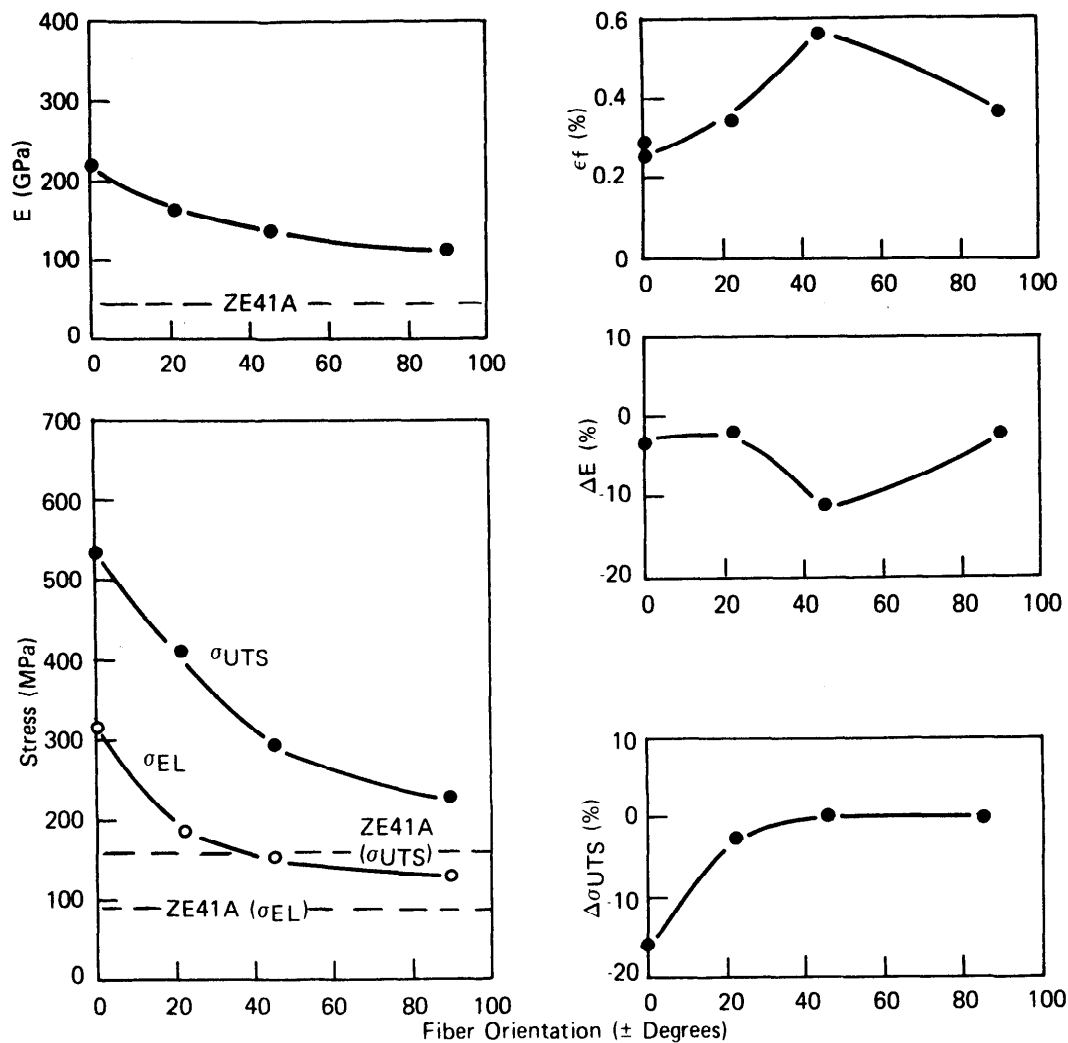 400
300
200
100
0
E (GPa)
ZE41A
0 20 40 60 80 100
0.6
0.4
0.2
0
εf (%)
0 20 40 60 80 100
10
0
-10
-20
ΔE (%)
0 20 40 60 80 100
700
600
500
400
300
200
100
0
Stress (MPa)
σUTS
σEL
ZE41A
(σUTS)
ZE41A (σEL)
0 20 40 60 80 100
10
0
-10
-20
ΔσUTS (%)
0 20 40 60 80 100
Fiber Orientation (± Degrees)